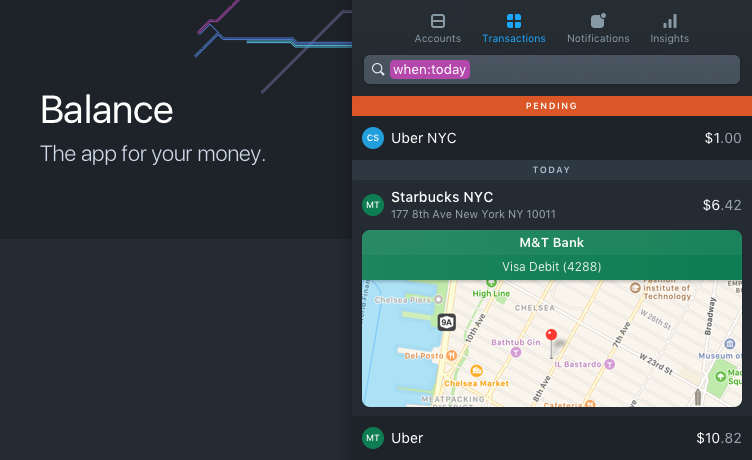 Balance
The app for your money.
Accounts
Transactions
Notifications
Insights
when:today
PENDING
CS
Uber NYC
$1.00
TODAY
MT
Starbucks NYC
$6.42
177 8th Ave New York NY 10011
M&T Bank
Visa Debit (4288)
High Line
Institute of
Technology
Chelsea Piers
CHELSEA
Broadway
9A
10th Ave
W 26th St
7th Ave
Bathtub Gin
Del Posto
IL Bastardo
W 23rd St
Museum of
Chelsea Market
8th Ave
MEATPACKING
Cafeteria
MT
Uber
$10.82